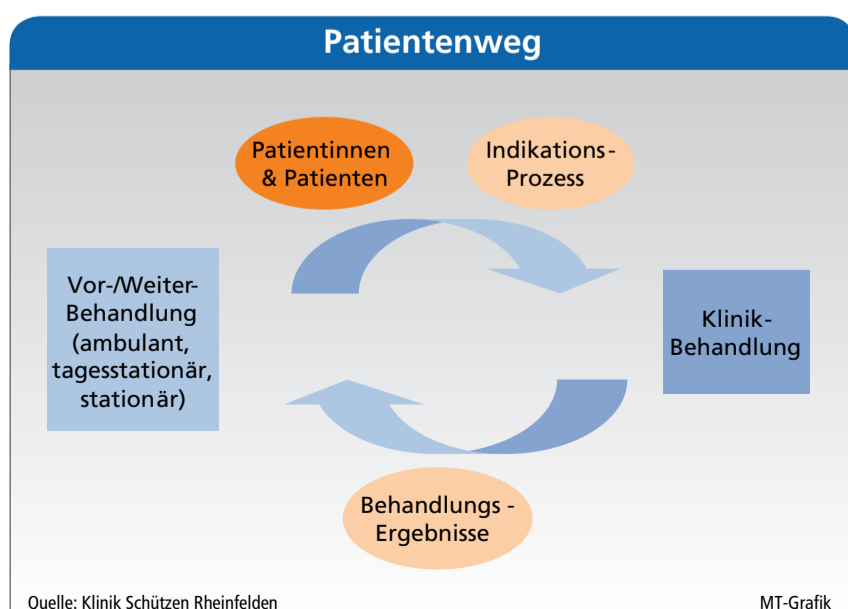 Patientenweg
Patientinnen
& Patienten
Indikations-
Prozess
Vor-/Weiter-
Behandlung
(ambulant,
tagesstationär,
stationär)
Klinik-
Behandlung
Behandlungs -
Ergebnisse
Quelle: Klinik Schützen Rheinfelden
MT-Grafik